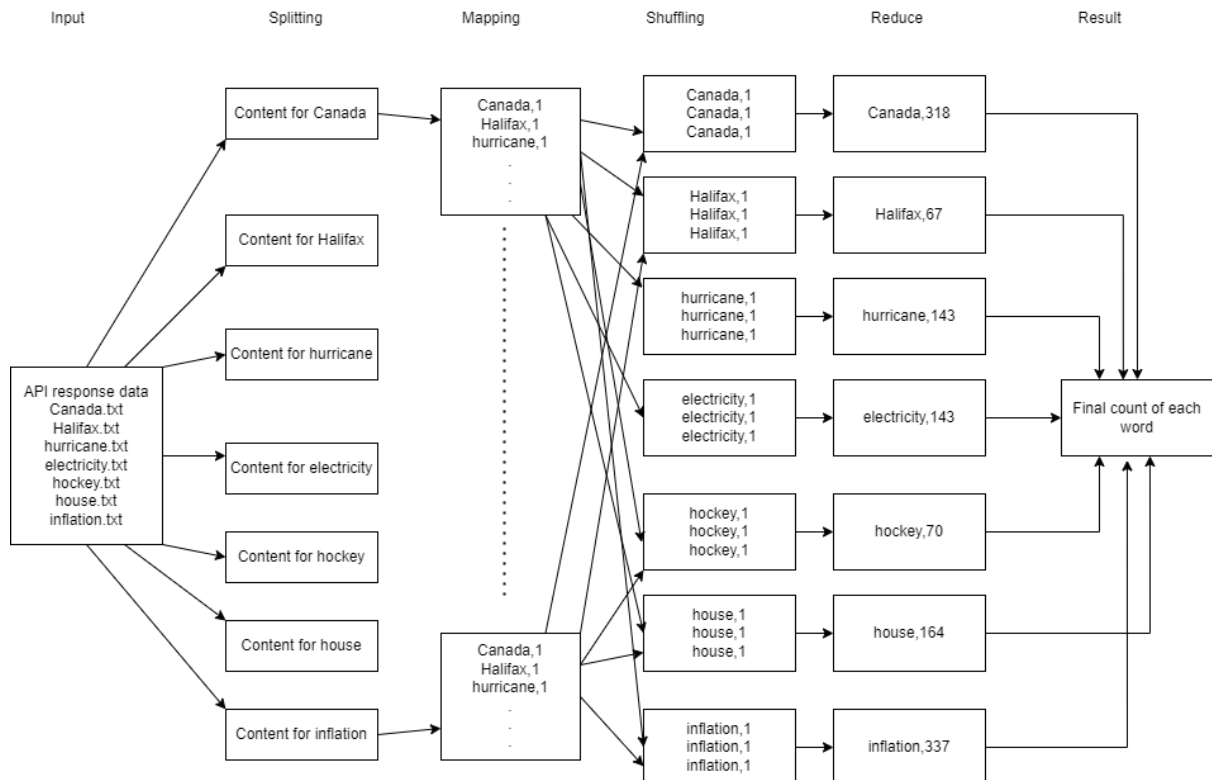 Input
Splitting
Mapping
Shuffling
Reduce
Result
API response data
Canada.txt
Halifax.txt
hurricane.txt
electricity.txt
hockey.txt
house.txt
inflation.txt
Content for Canada
Content for Halifax
Content for hurricane
Content for electricity
Content for hockey
Content for house
Content for inflation
Canada,1
Halifax,1
hurricane,1
.
.
.
Canada,1
Halifax,1
hurricane,1
.
.
.
Canada,1
Canada,1
Canada,1
Halifax,1
Halifax,1
Halifax,1
hurricane,1
hurricane,1
hurricane,1
electricity,1
electricity,1
electricity,1
hockey,1
hockey,1
hockey,1
house,1
house,1
house,1
inflation,1
inflation,1
inflation,1
Canada,318
Halifax,67
hurricane,143
electricity,143
hockey,70
house,164
inflation,337
Final count of each
word